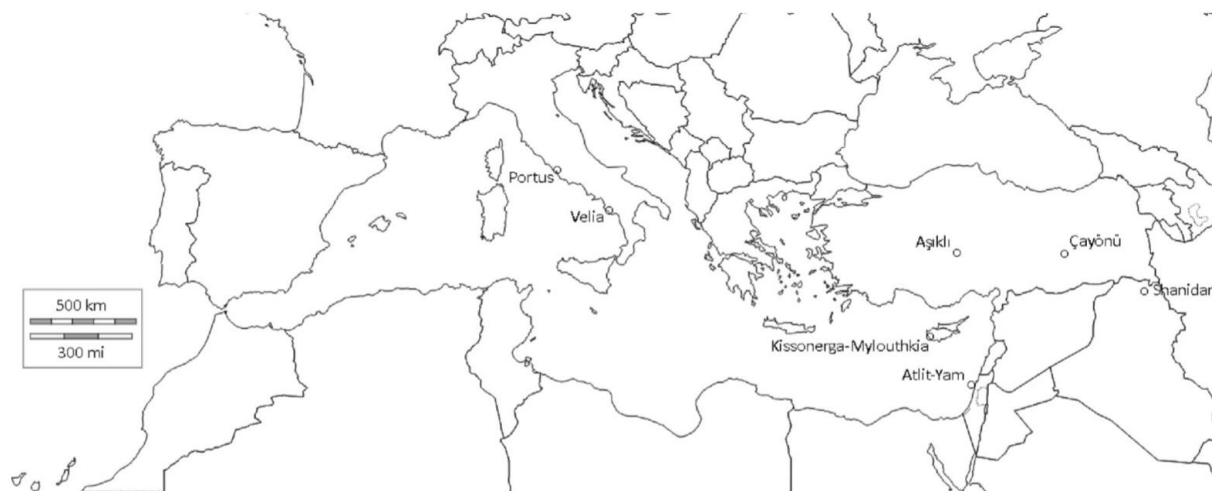 Portus
Velia
Aşıklı
Çayönü
500 km
Shanidar
300 mi
Kissonerga-Mylouthkia
Atlit-Yam